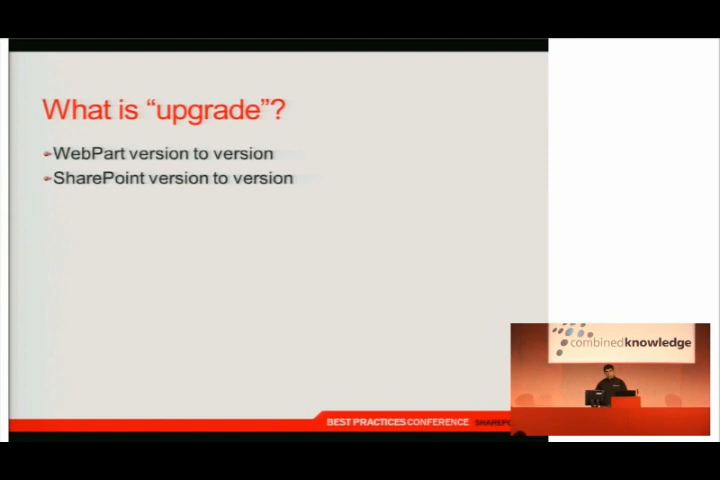 What is “upgrade”?
WebPart version to version
SharePoint version to version
combinedknowledge
BEST PRACTICES CONFERENCE